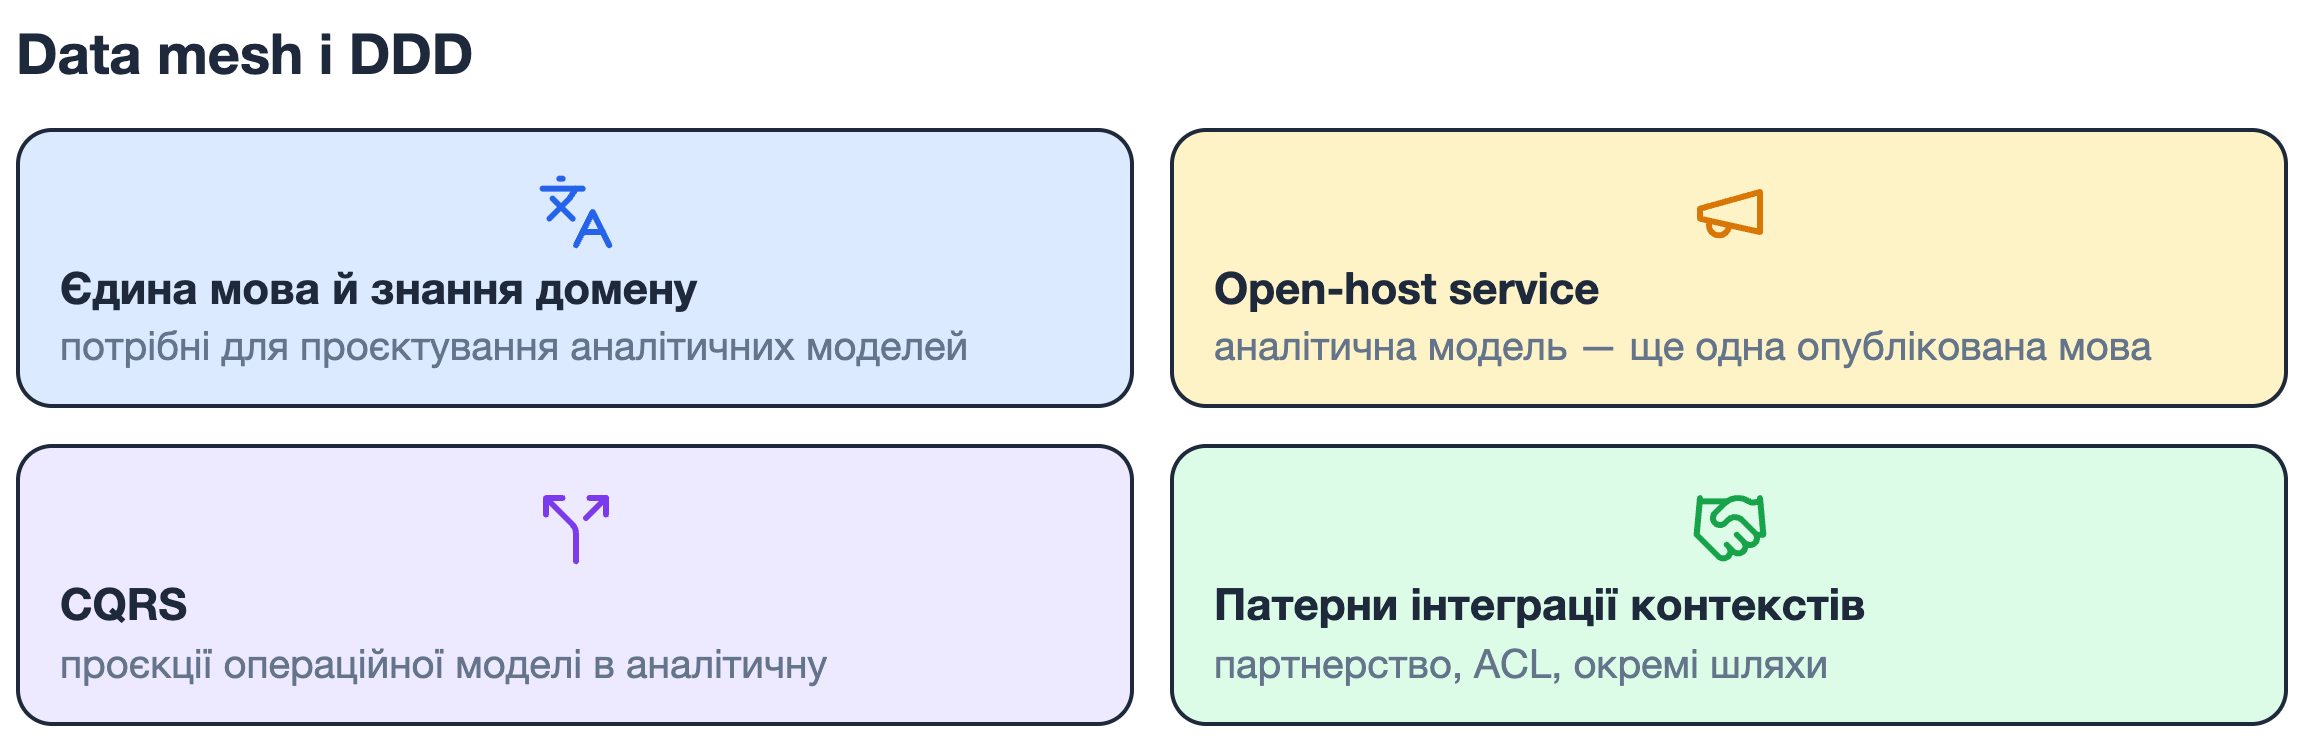 Data mesh і DDD
Єдина мова й знання домену
потрібні для проєктування аналітичних моделей
Open-host service
аналітична модель — ще одна опублікована мова
CQRS
проєкції операційної моделі в аналітичну
Патерни інтеграції контекстів
партнерство, ACL, окремі шляхи